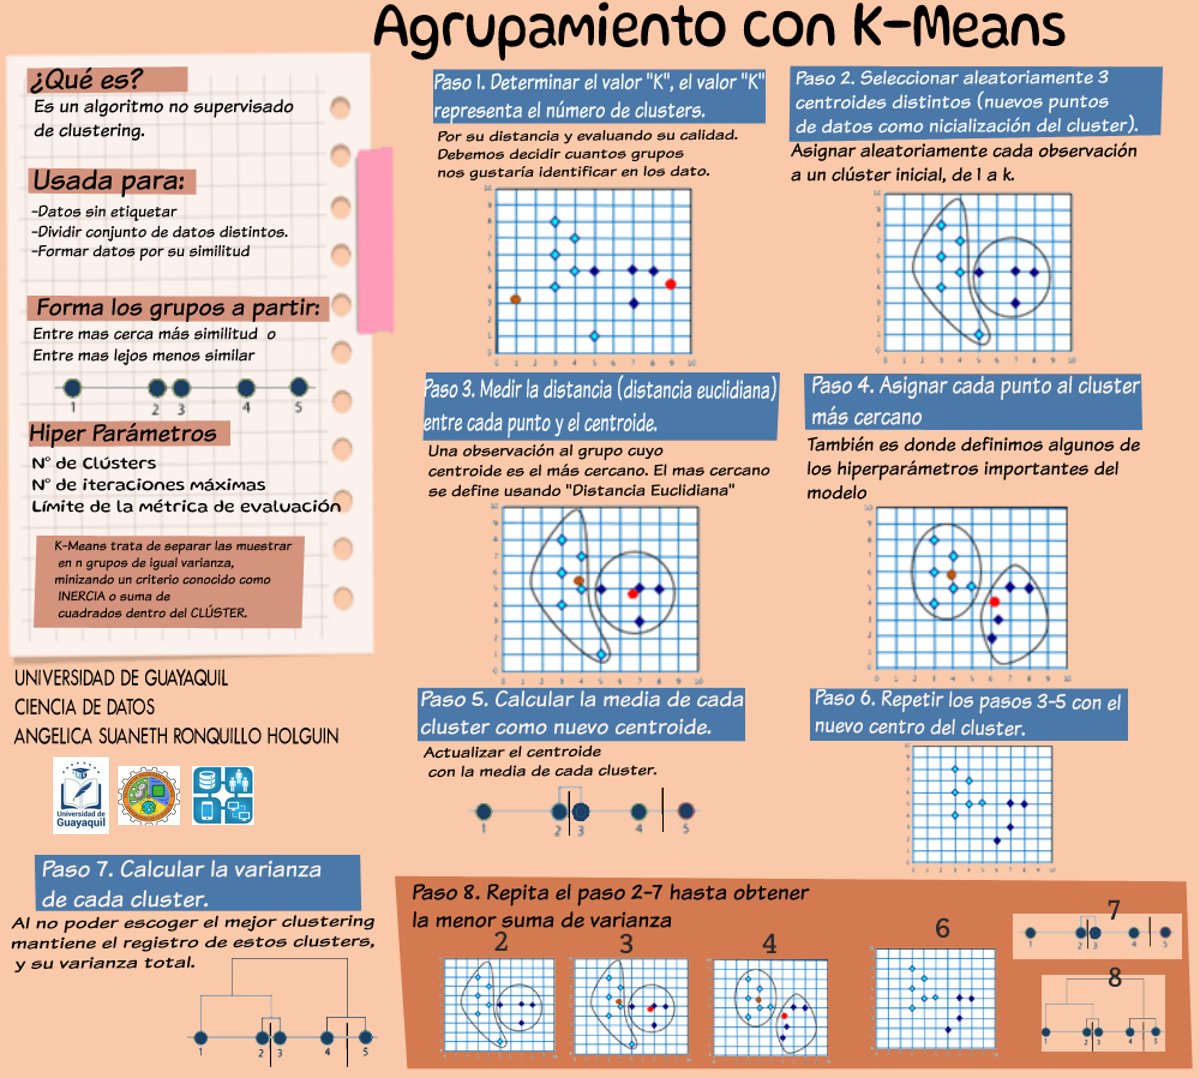 Agrupamiento con K-Means
¿Qué es?
Es un algoritmo no supervisado
de clustering.
Usada para:
-Datos sin etiquetar
-Dividir conjunto de datos distintos.
-Formar datos por su similitud
Forma los grupos a partir:
Entre mas cerca más similitud o
Entre mas lejos menos similar
1 2 3 4 5
Hiper Parámetros
N° de Clústers
N° de iteraciones máximas
Límite de la métrica de evaluación
K-Means trata de separar las muestrar
en n grupos de igual varianza,
minizando un criterio conocido como
INERCIA o suma de
cuadrados dentro del CLÚSTER.
UNIVERSIDAD DE GUAYAQUIL
CIENCIA DE DATOS
ANGELICA SUANETH RONQUILLO HOLGUIN
Universidad de
Guayaquil
Paso 1. Determinar el valor "K", el valor "K"
representa el número de clusters.
Por su distancia y evaluando su calidad.
Debemos decidir cuantos grupos
nos gustaría identificar en los dato.
Paso 2. Seleccionar aleatoriamente 3
centroides distintos (nuevos puntos
de datos como nicialización del cluster).
Asignar aleatoriamente cada observación
a un clúster inicial, de 1 a k.
Paso 3. Medir la distancia (distancia euclidiana)
entre cada punto y el centroide.
Una observación al grupo cuyo
centroide es el más cercano. El mas cercano
se define usando "Distancia Euclidiana"
Paso 4. Asignar cada punto al cluster
más cercano
También es donde definimos algunos de
los hiperparámetros importantes del
modelo
Paso 5. Calcular la media de cada
cluster como nuevo centroide.
Actualizar el centroide
con la media de cada cluster.
1 2 3 4 5
Paso 6. Repetir los pasos 3-5 con el
nuevo centro del cluster.
Paso 7. Calcular la varianza
de cada cluster.
Al no poder escoger el mejor clustering
mantiene el registro de estos clusters,
y su varianza total.
1 2 3 4 5
Paso 8. Repita el paso 2-7 hasta obtener
la menor suma de varianza
2 3 4 6 7
1 2 3 4 5
8
1 2 3 4 5